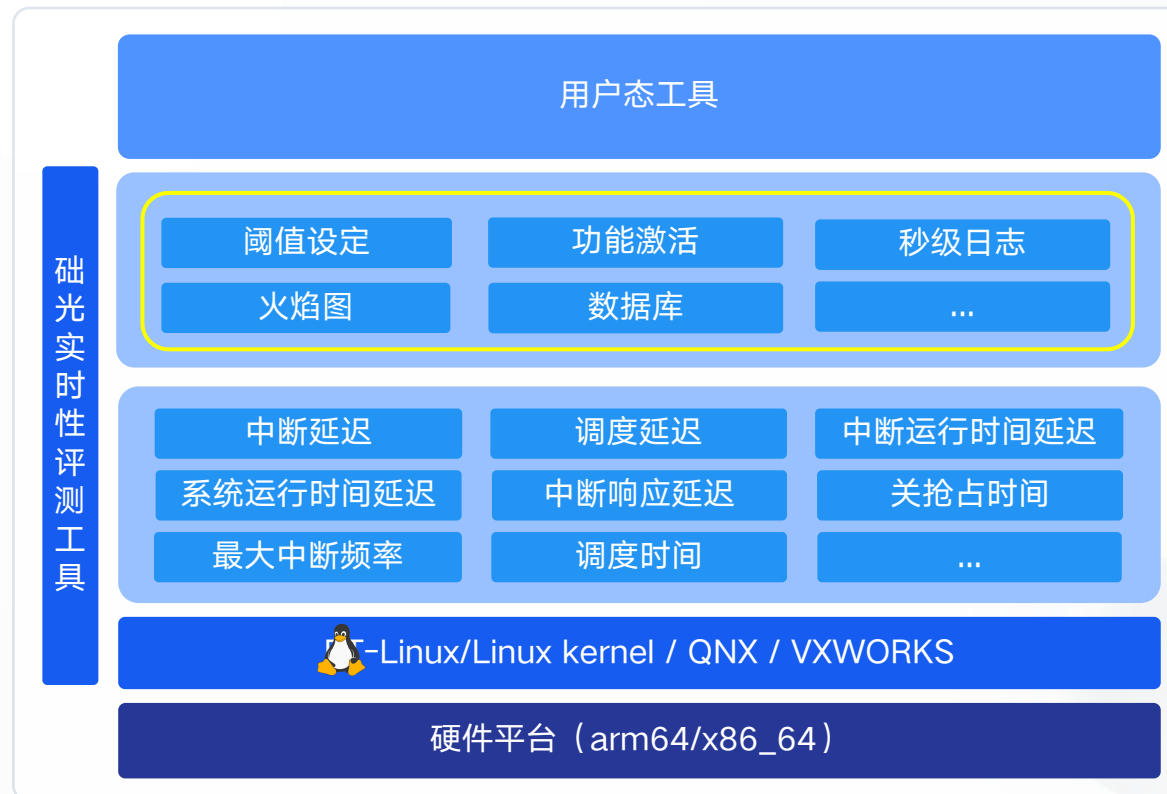 用户态工具
础光实时性评测工具
阈值设定
功能激活
秒级日志
火焰图
数据库
...
中断延迟
调度延迟
中断运行时间延迟
系统运行时间延迟
中断响应延迟
关抢占时间
最大中断频率
调度时间
...
-Linux/Linux kernel / QNX / VXWORKS
硬件平台（arm64/x86_64）